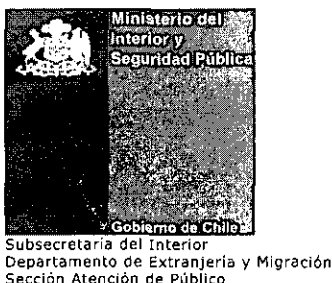 Ministerio del
Interior y
Seguridad Pública
Gobierno de Chile
Subsecretaría del Interior
Departamento de Extranjería y Migración
Sección Atención de Público